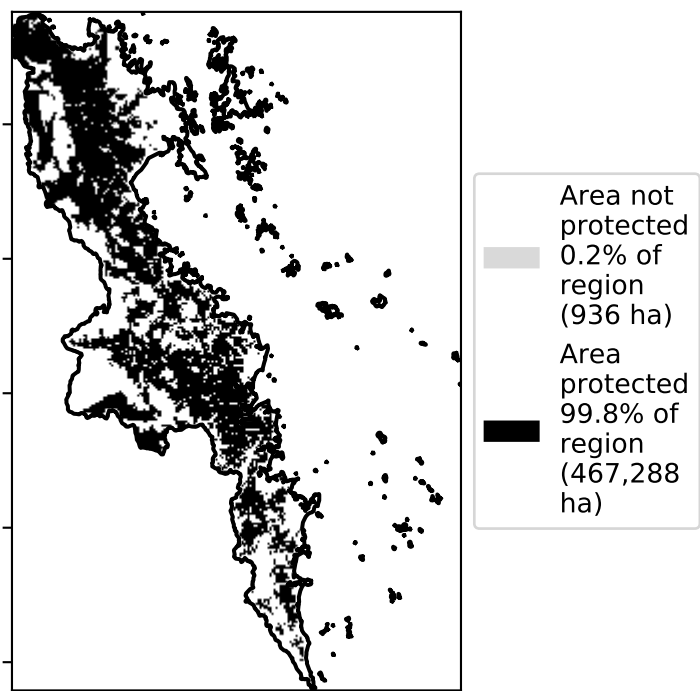 Area not
protected
0.2% of
region
(936 ha)
Area
protected
99.8% of
region
(467,288
ha)